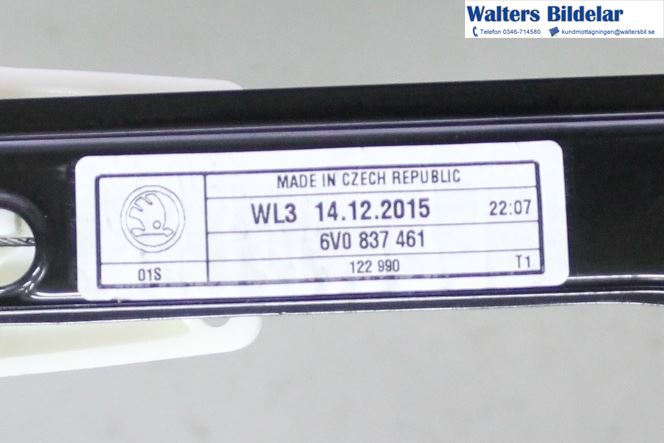 Walters Bildelar
Telefon 0346-714580 kundmottagningen@waltersbil.se
MADE IN CZECH REPUBLIC
WL3 14.12.2015 22:07
6V0 837 461
01S 122 990 T1